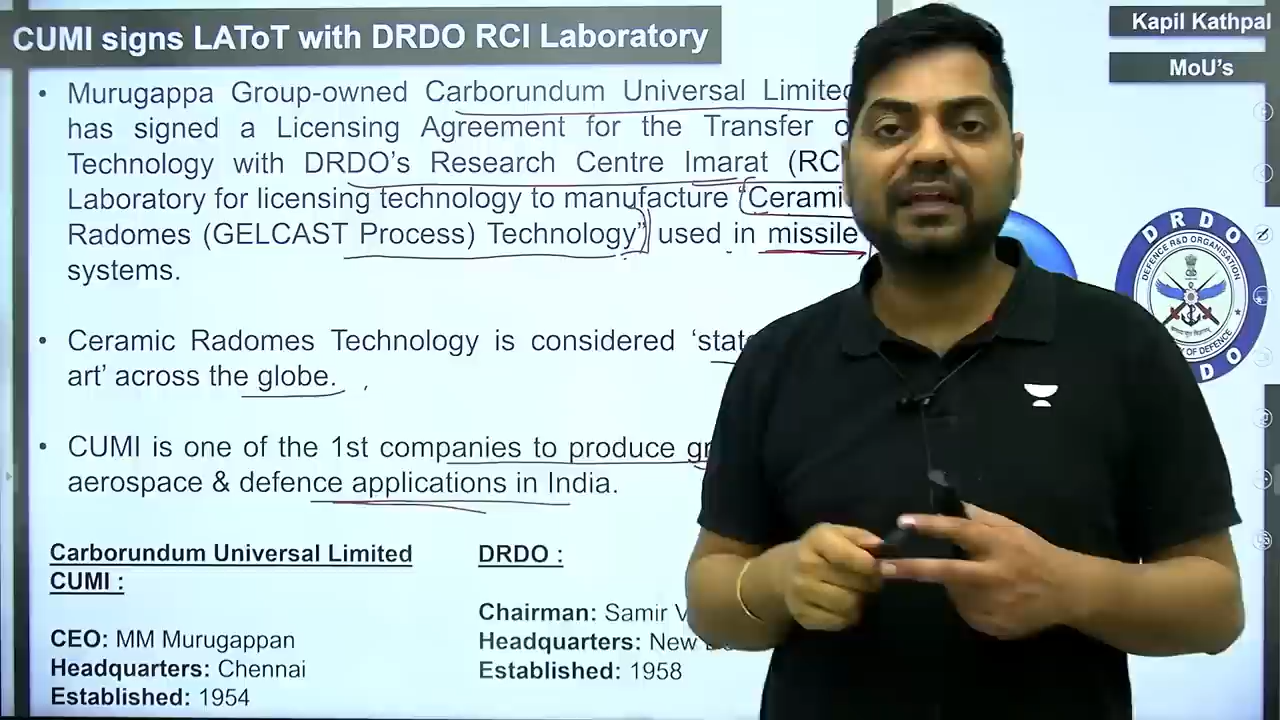 CUMI signs LAToT with DRDO RCI Laboratory
Kapil Kathpal
MoU's
• Murugappa Group-owned Carborundum Universal Limited
has signed a Licensing Agreement for the Transfer
Technology with DRDO's Research Centre Imarat (RCI
Laboratory for licensing technology to manufacture "Cerami
Radomes (GELCAST Process) Technology" used in missile
systems.
• Ceramic Radomes Technology is considered 'stat
art' across the globe.
• CUMI is one of the 1st companies to produce
aerospace & defence applications in India.
Carborundum Universal Limited
CUMI :
CEO: MM Murugappan
Headquarters: Chennai
Established: 1954
DRDO :
Chairman: Samir V
Headquarters: New
Established: 1958
DRDO
DEFENCE R&D ORGANISATION
OF DEFENCE